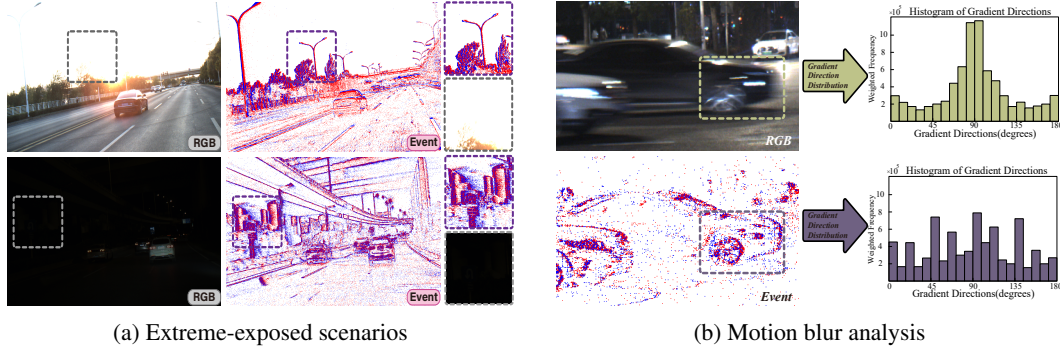 RGB
Event
RGB
Event
(a) Extreme-exposed scenarios
RGB
Gradient
Direction
Distribution
×10⁵
Histogram of Gradient Directions
Weighted Frequency
10
8
6
4
2
0 45 90 135 180
Gradient Directions(degrees)
Event
Gradient
Direction
Distribution
×10⁵
Histogram of Gradient Directions
Weighted Frequency
10
8
6
4
2
0 45 90 135 180
Gradient Directions(degrees)
(b) Motion blur analysis